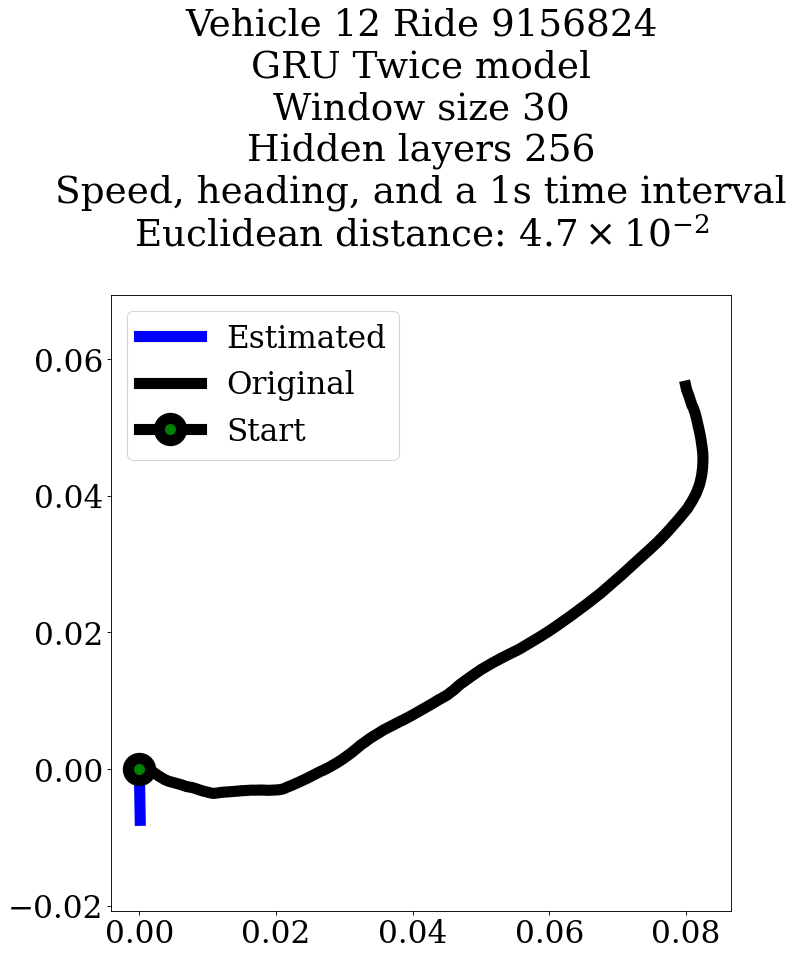 Vehicle 12 Ride 9156824
GRU Twice model
Window size 30
Hidden layers 256
Speed, heading, and a 1s time interval
Euclidean distance: 4.7 × 10⁻²
Estimated
Original
Start
0.06
0.04
0.02
0.00
−0.02
0.00 0.02 0.04 0.06 0.08